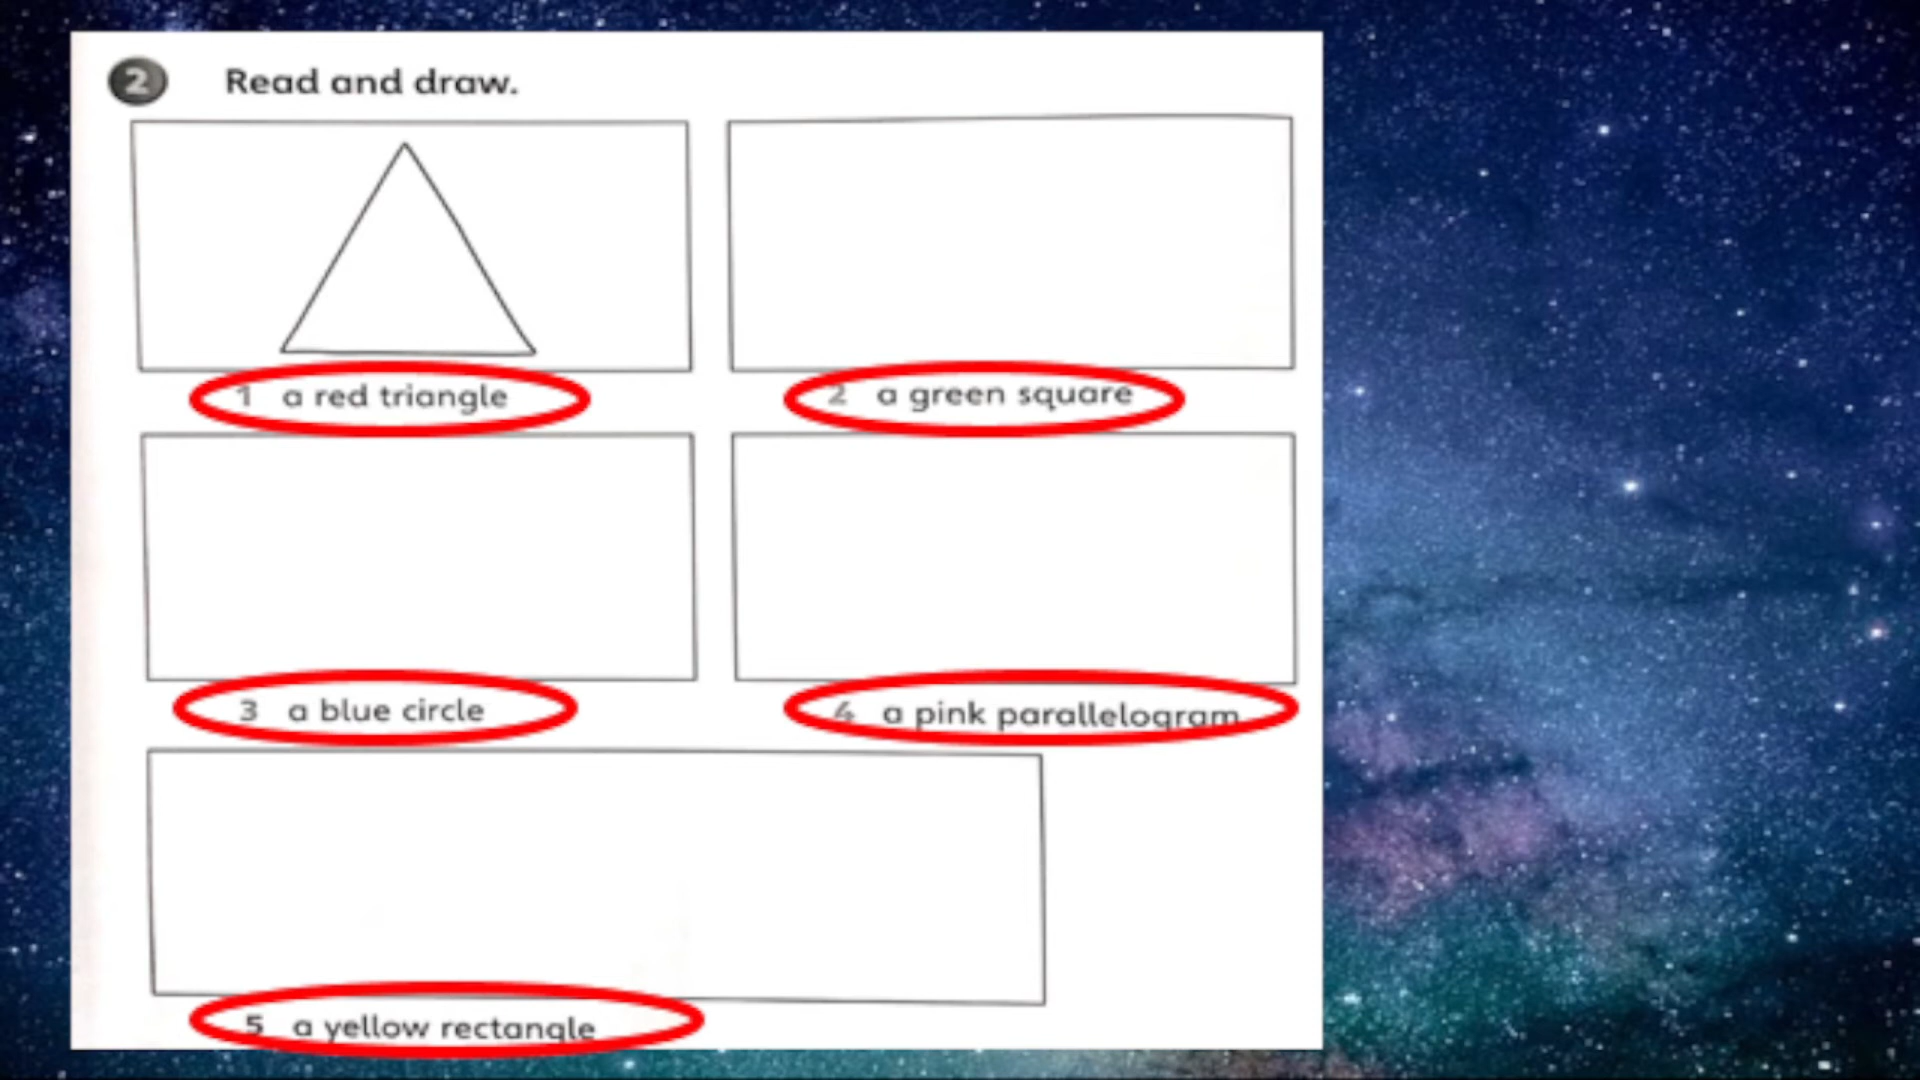 2 Read and draw.
1 a red triangle
2 a green square
3 a blue circle
4 a pink parallelogram
5 a yellow rectangle